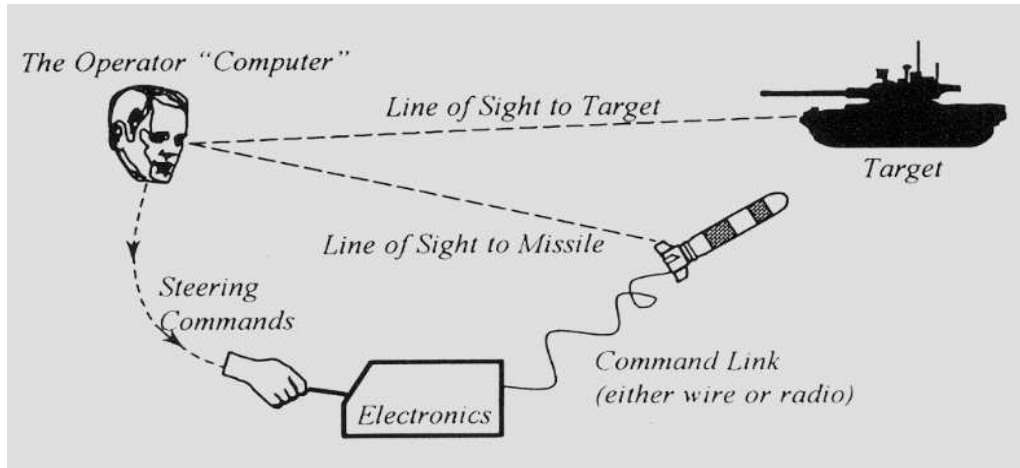 The Operator “Computer”
Line of Sight to Target
Target
Line of Sight to Missile
Steering
Commands
Command Link
(either wire or radio)
Electronics